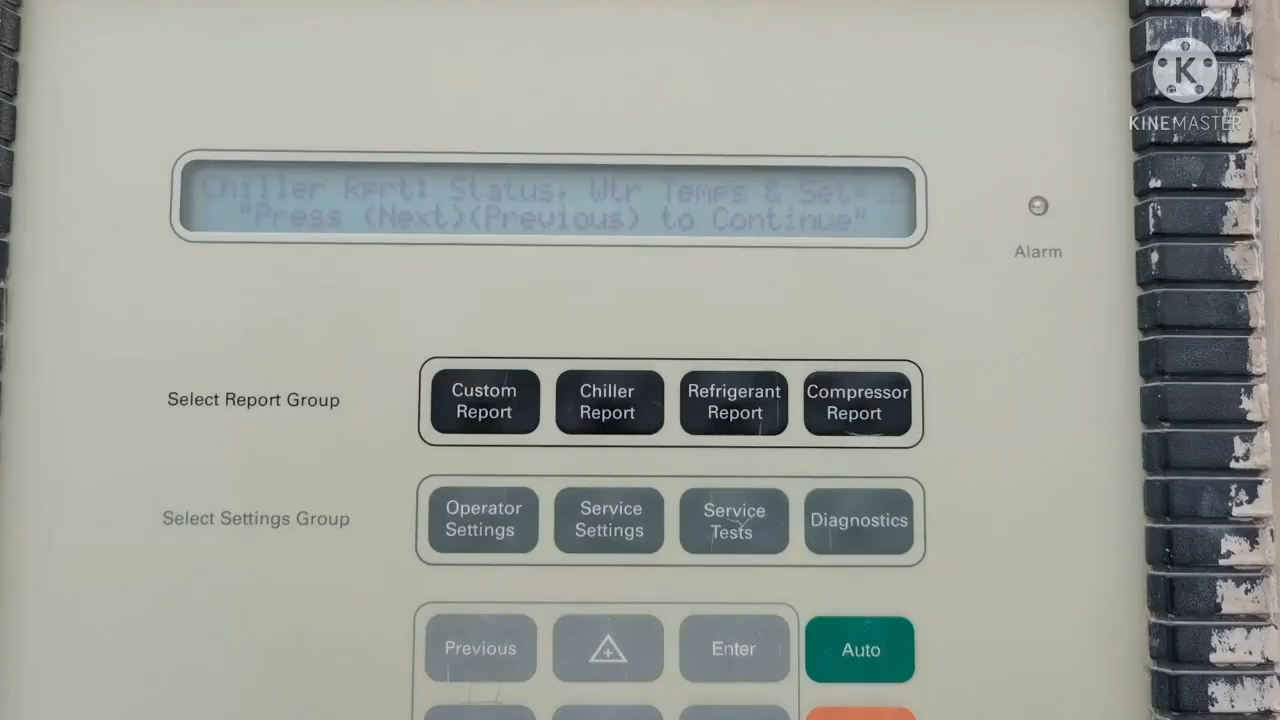 K
KINEMASTER
Chiller Rprt: Status, Wtr Temps & Set
"Press (Next)(Previous) to Continue"
Alarm
Select Report Group
Custom Report
Chiller Report
Refrigerant Report
Compressor Report
Select Settings Group
Operator Settings
Service Settings
Service Tests
Diagnostics
Previous
+
Enter
Auto